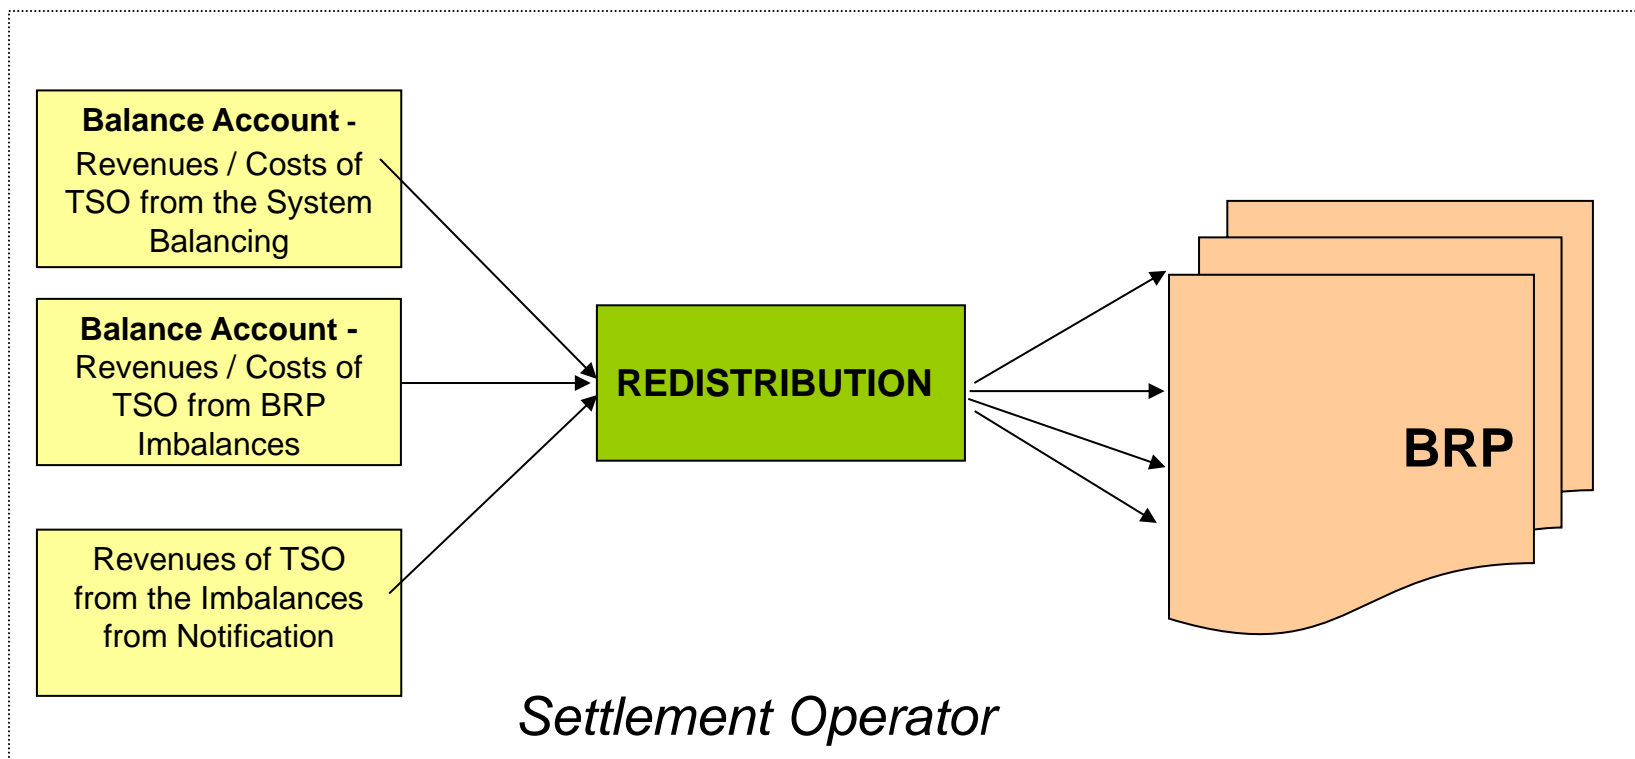 Balance Account -
Revenues / Costs of
TSO from the System
Balancing
Balance Account -
Revenues / Costs of
TSO from BRP
Imbalances
Revenues of TSO
from the Imbalances
from Notification
REDISTRIBUTION
BRP
Settlement Operator